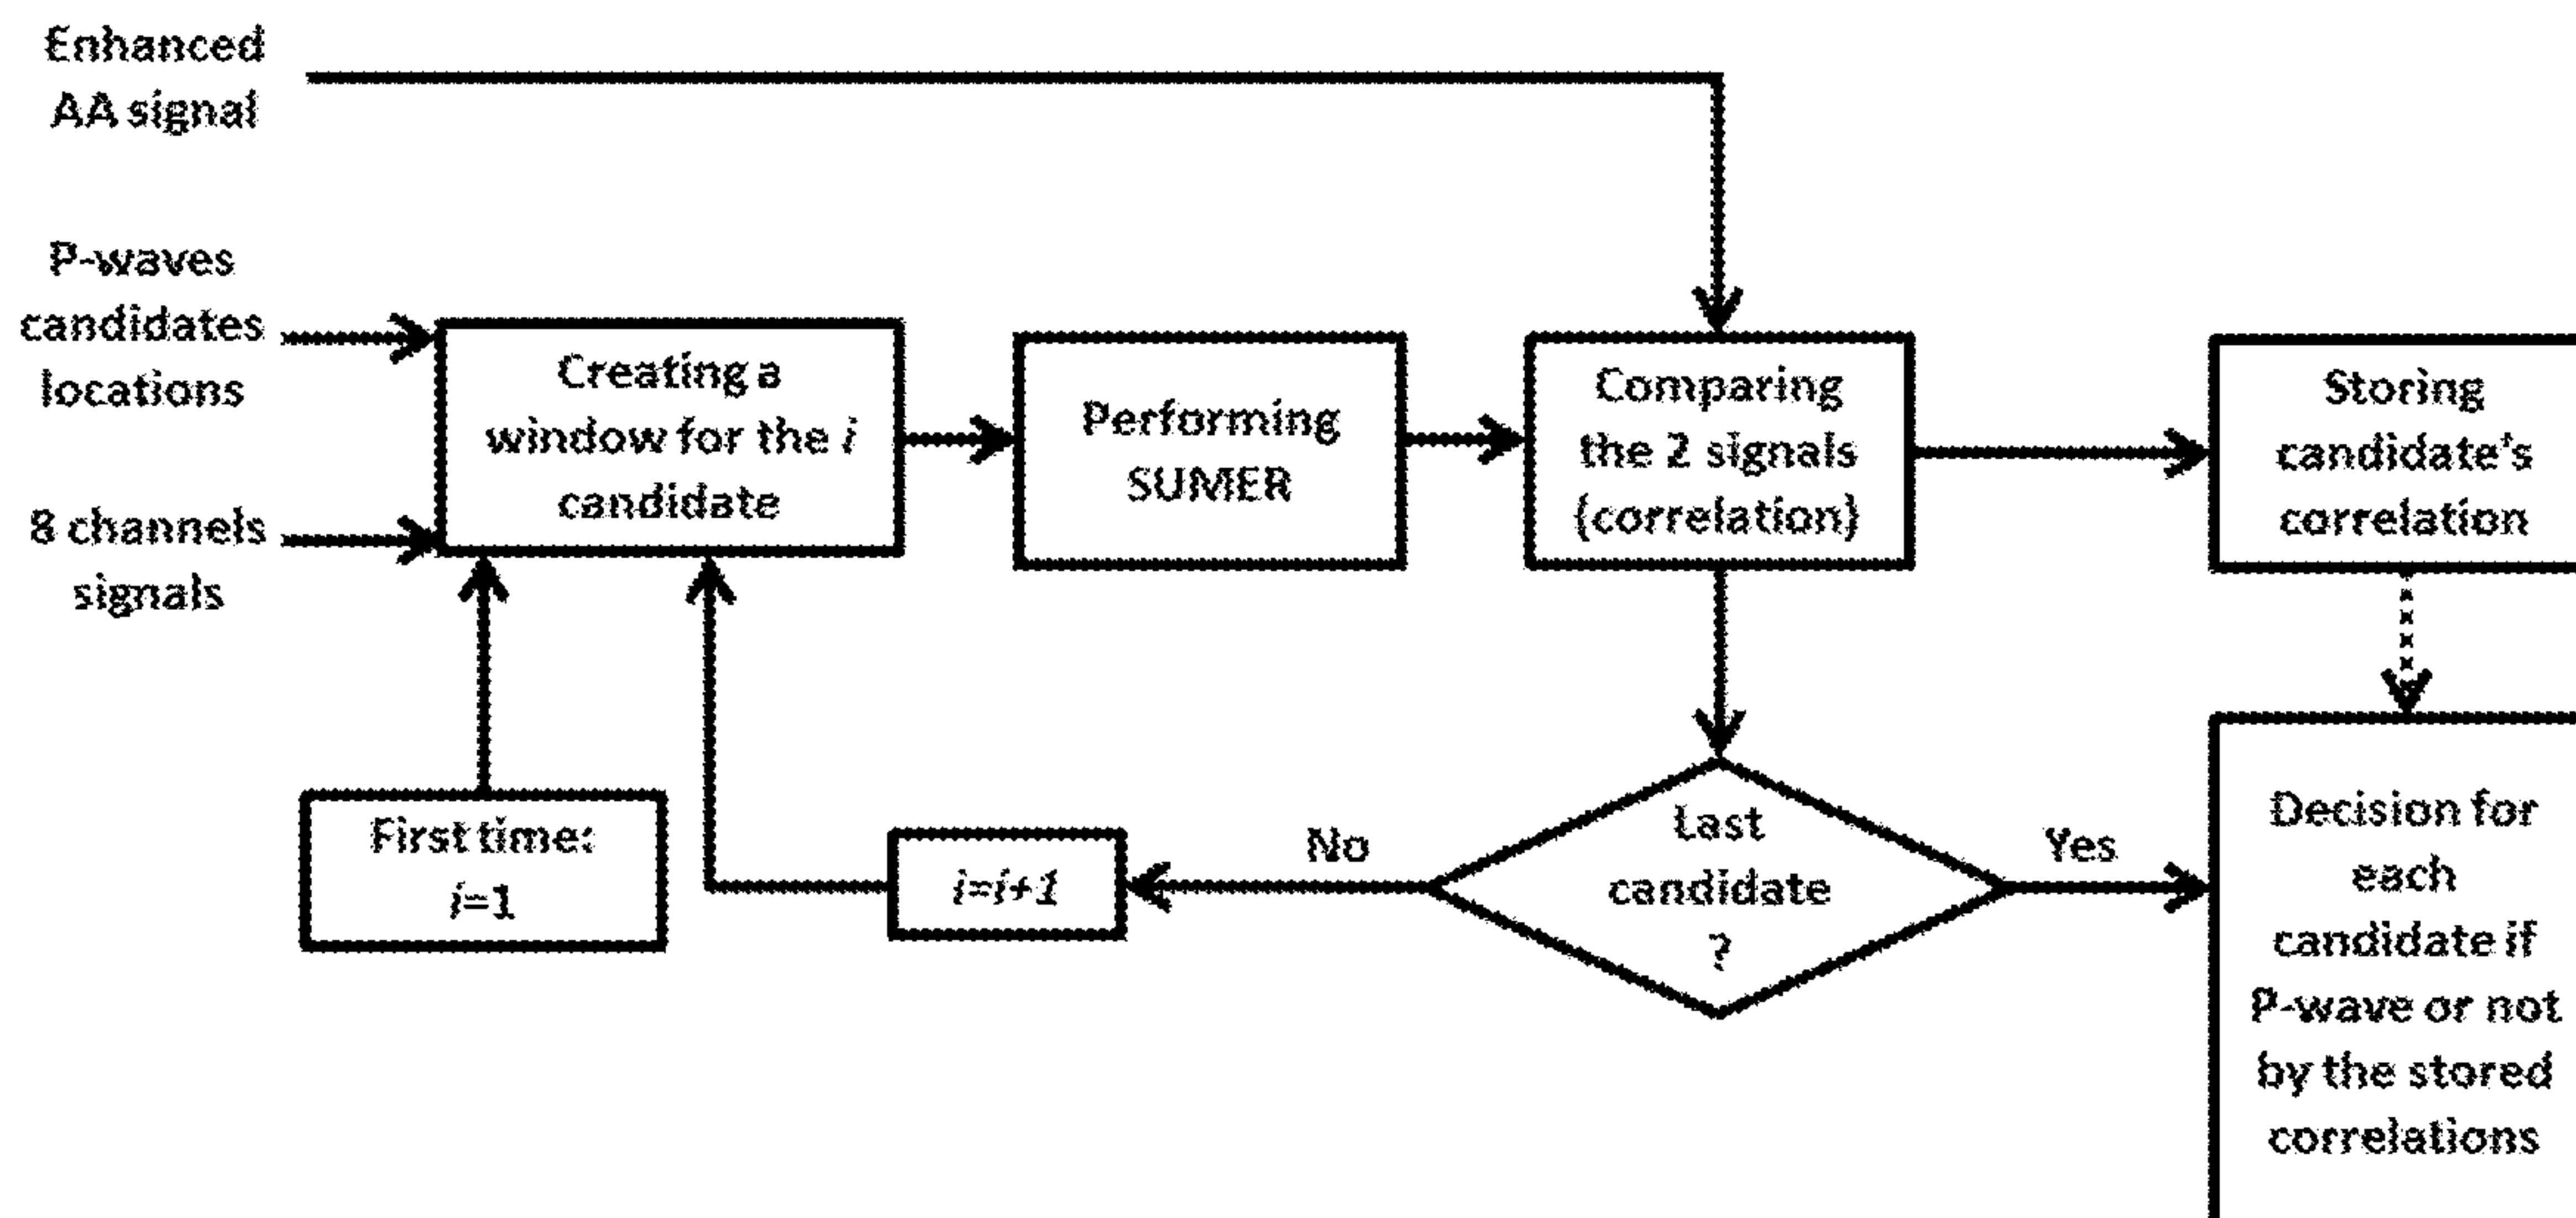 Enhanced
AA signal
P-waves
candidates
locations
8 channels
signals
Creating a
window for the i
candidate
Performing
SUMER
Comparing
the 2 signals
(correlation)
Storing
candidate's
correlation
First time:
i=1
i=i+1
No
Last
candidate
?
Yes
Decision for
each
candidate if
P-wave or not
by the stored
correlations